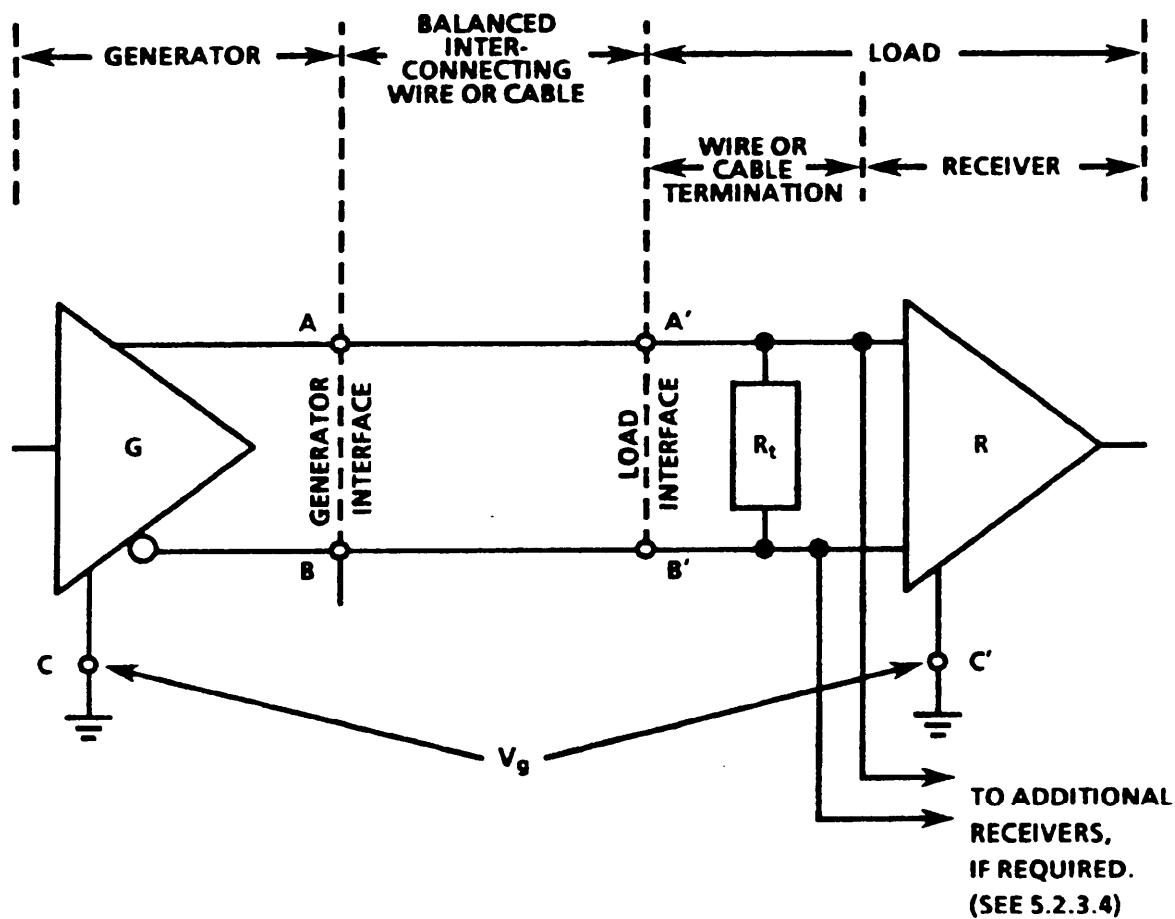 GENERATOR
BALANCED
INTER-
CONNECTING
WIRE OR CABLE
LOAD
WIRE OR
CABLE
TERMINATION
RECEIVER
A
A'
G
GENERATOR
INTERFACE
LOAD
INTERFACE
Rt
R
B
B'
C
C'
Vg
TO ADDITIONAL
RECEIVERS,
IF REQUIRED.
(SEE 5.2.3.4)